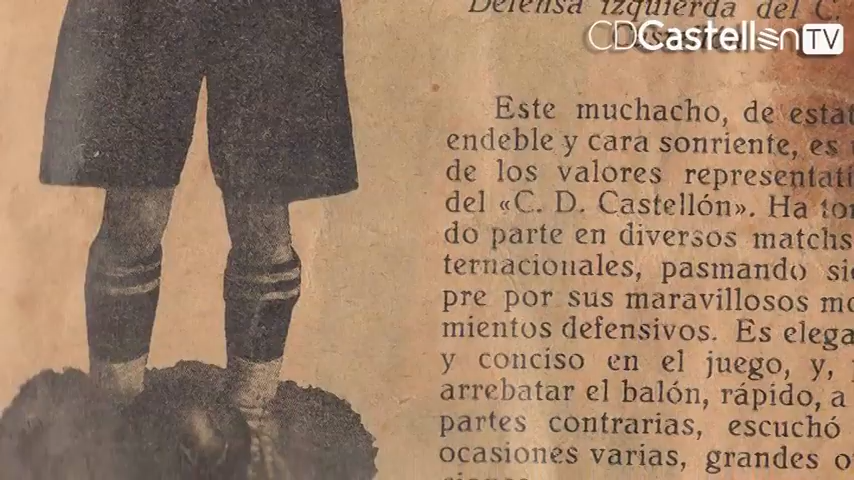 Defensa izquierda del C.
CDCastellón TV
Este muchacho, de estat
endeble y cara sonriente, es
de los valores representati
del «C. D. Castellón». Ha to
do parte en diversos matchs
ternacionales, pasmando sie
pre por sus maravillosos mo
mientos defensivos. Es elega
y conciso en el juego, y,
arrebatar el balón, rápido, a
partes contrarias, escuchó
ocasiones varias, grandes o